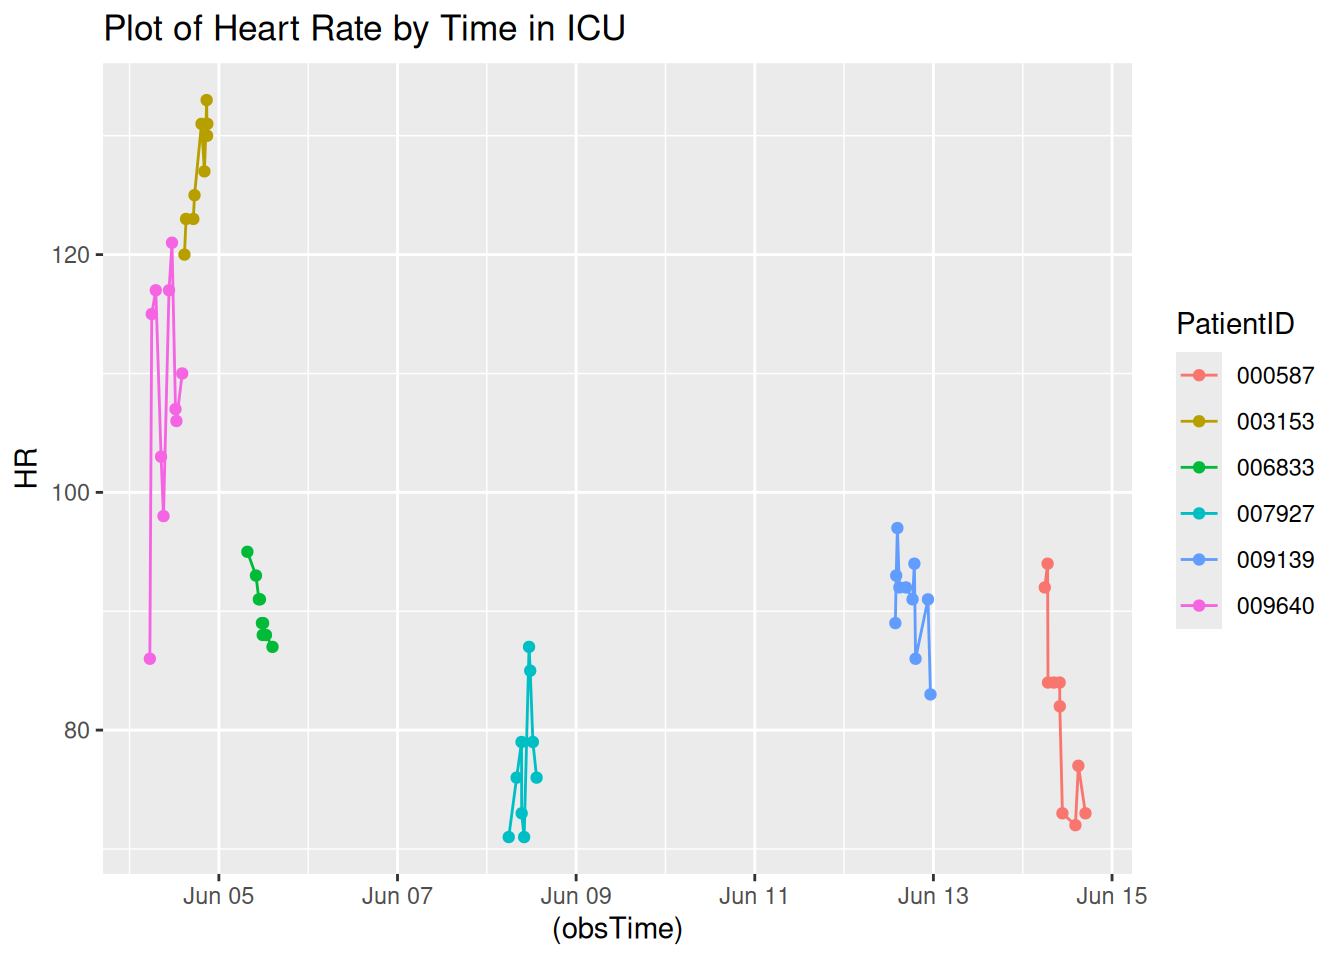 Plot of Heart Rate by Time in ICU
HR
120
100
80
Jun 05 Jun 07 Jun 09 Jun 11 Jun 13 Jun 15
(obsTime)
PatientID
000587
003153
006833
007927
009139
009640